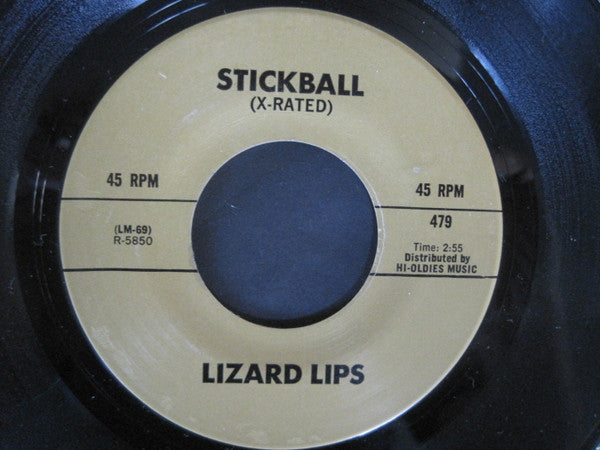 STICKBALL
(X-RATED)
45 RPM
45 RPM
(LM-69)
R-5850
479
Time: 2:55
Distributed by
HI-OLDIES MUSIC
LIZARD LIPS